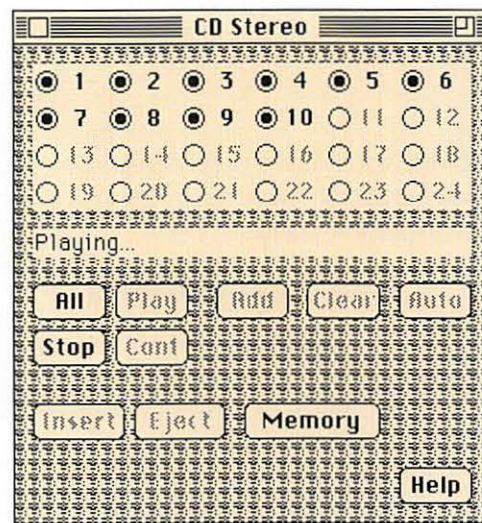 CD Stereo
1 2 3 4 5 6
7 8 9 10 11 12
13 14 15 16 17 18
19 20 21 22 23 24
Playing...
All Play Add Clear Auto
Stop Cont
Insert Eject Memory
Help